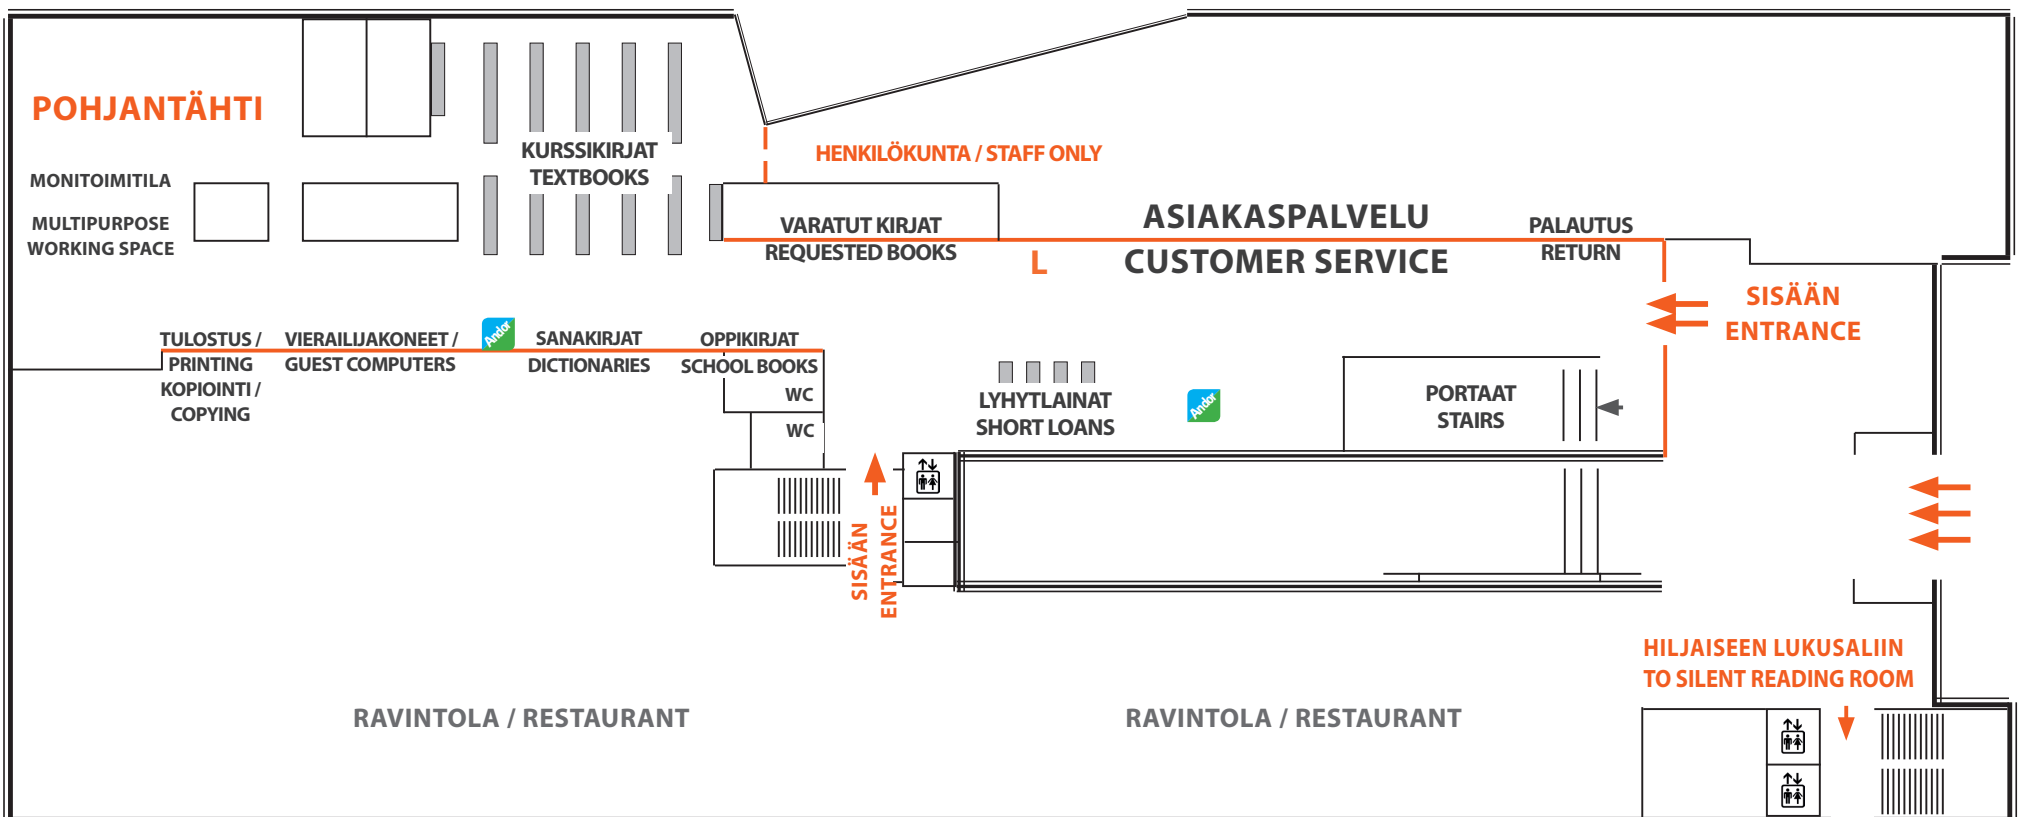 POHJANTÄHTI
MONITOIMITILA
MULTIPURPOSE
WORKING SPACE
KURSSIKIRJAT
TEXTBOOKS
HENKILÖKUNTA / STAFF ONLY
VARATUT KIRJAT
REQUESTED BOOKS
L
ASIAKASPALVELU
CUSTOMER SERVICE
PALAUTUS
RETURN
SISÄÄN
ENTRANCE
TULOSTUS /
PRINTING
KOPIOINTI /
COPYING
VIERAILIJAKONEET /
GUEST COMPUTERS
Andor
SANAKIRJAT
DICTIONARIES
OPPIKIRJAT
SCHOOL BOOKS
WC
WC
LYHYTLAINAT
SHORT LOANS
Andor
PORTAAT
STAIRS
SISÄÄN
ENTRANCE
HILJAISEEN LUKUSALIIN
TO SILENT READING ROOM
RAVINTOLA / RESTAURANT
RAVINTOLA / RESTAURANT